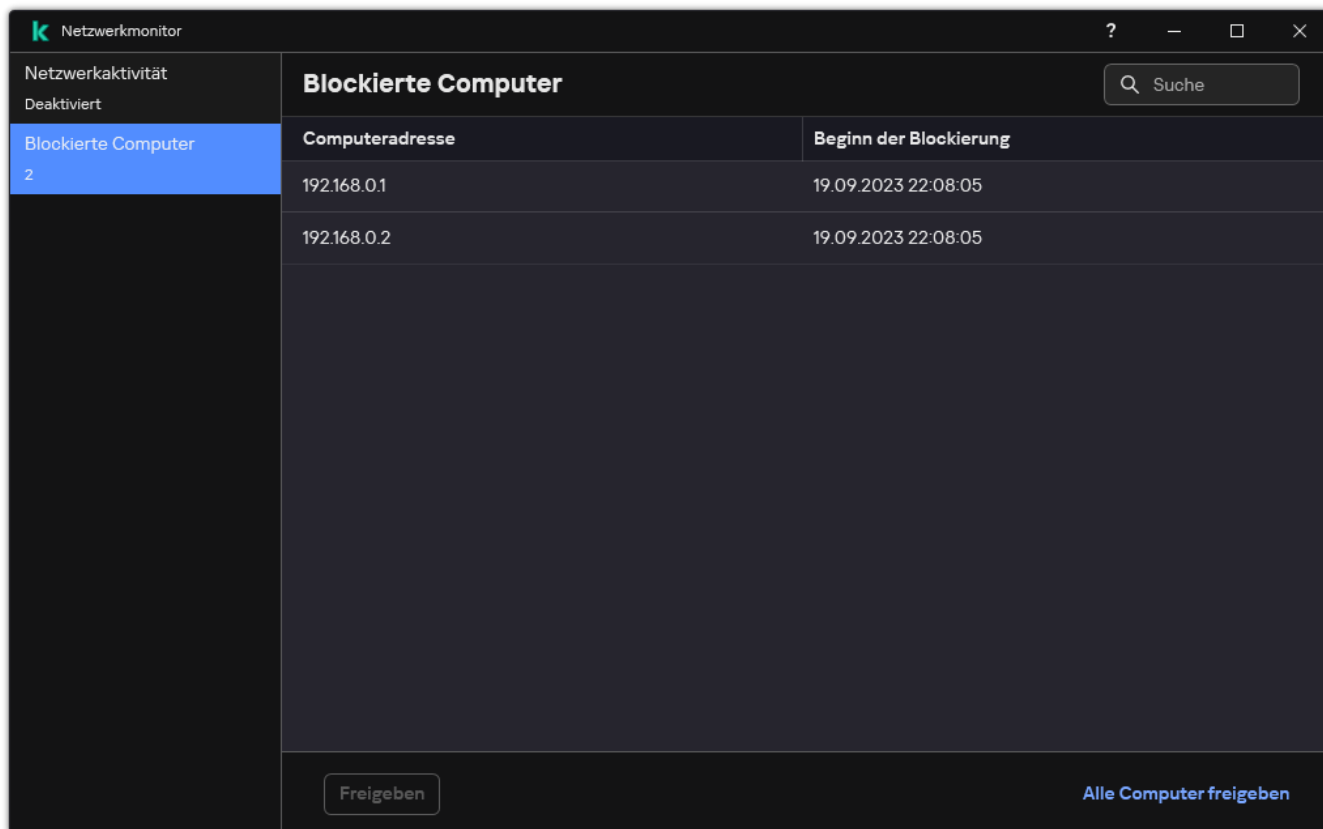 Netzwerkmonitor ?
Netzwerkaktivität
Deaktiviert
Blockierte Computer
2
Blockierte Computer
Suche
Computeradresse Beginn der Blockierung
192.168.0.1 19.09.2023 22:08:05
192.168.0.2 19.09.2023 22:08:05
Freigeben Alle Computer freigeben